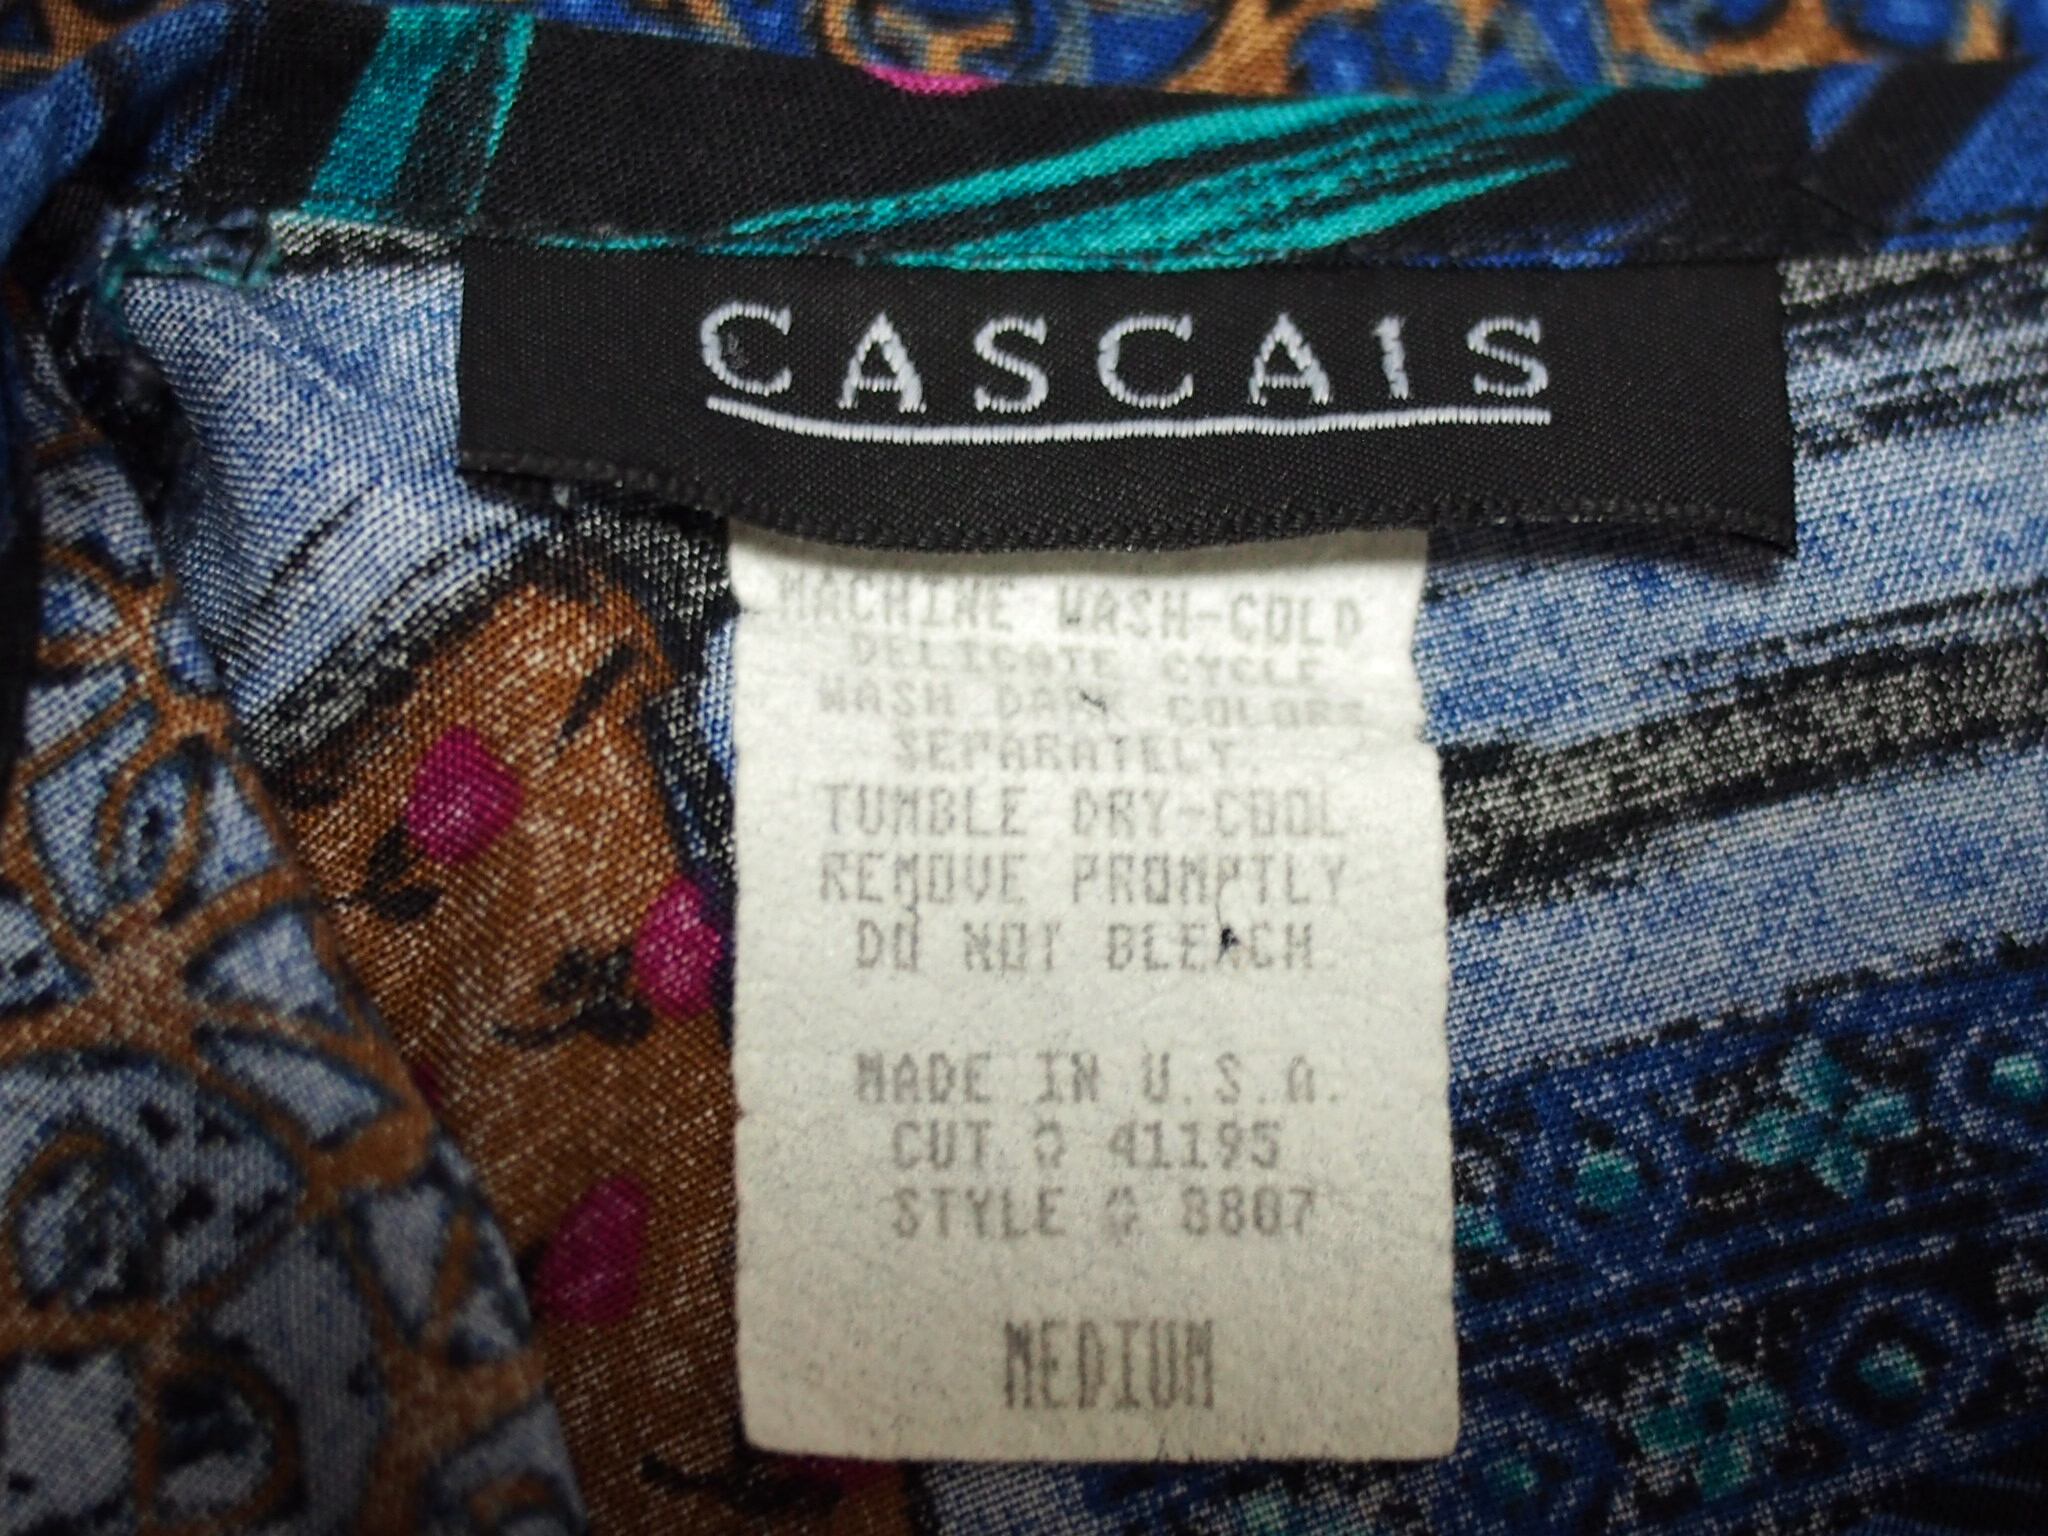 CASCAIS
MACHINE WASH-COLD
DELICATE CYCLE
WASH DARK COLORS
SEPARATELY.
TUMBLE DRY-COOL
REMOVE PROMPTLY
DO NOT BLEACH.
MADE IN U.S.A.
CUT # 41195
STYLE # 8807
MEDIUM